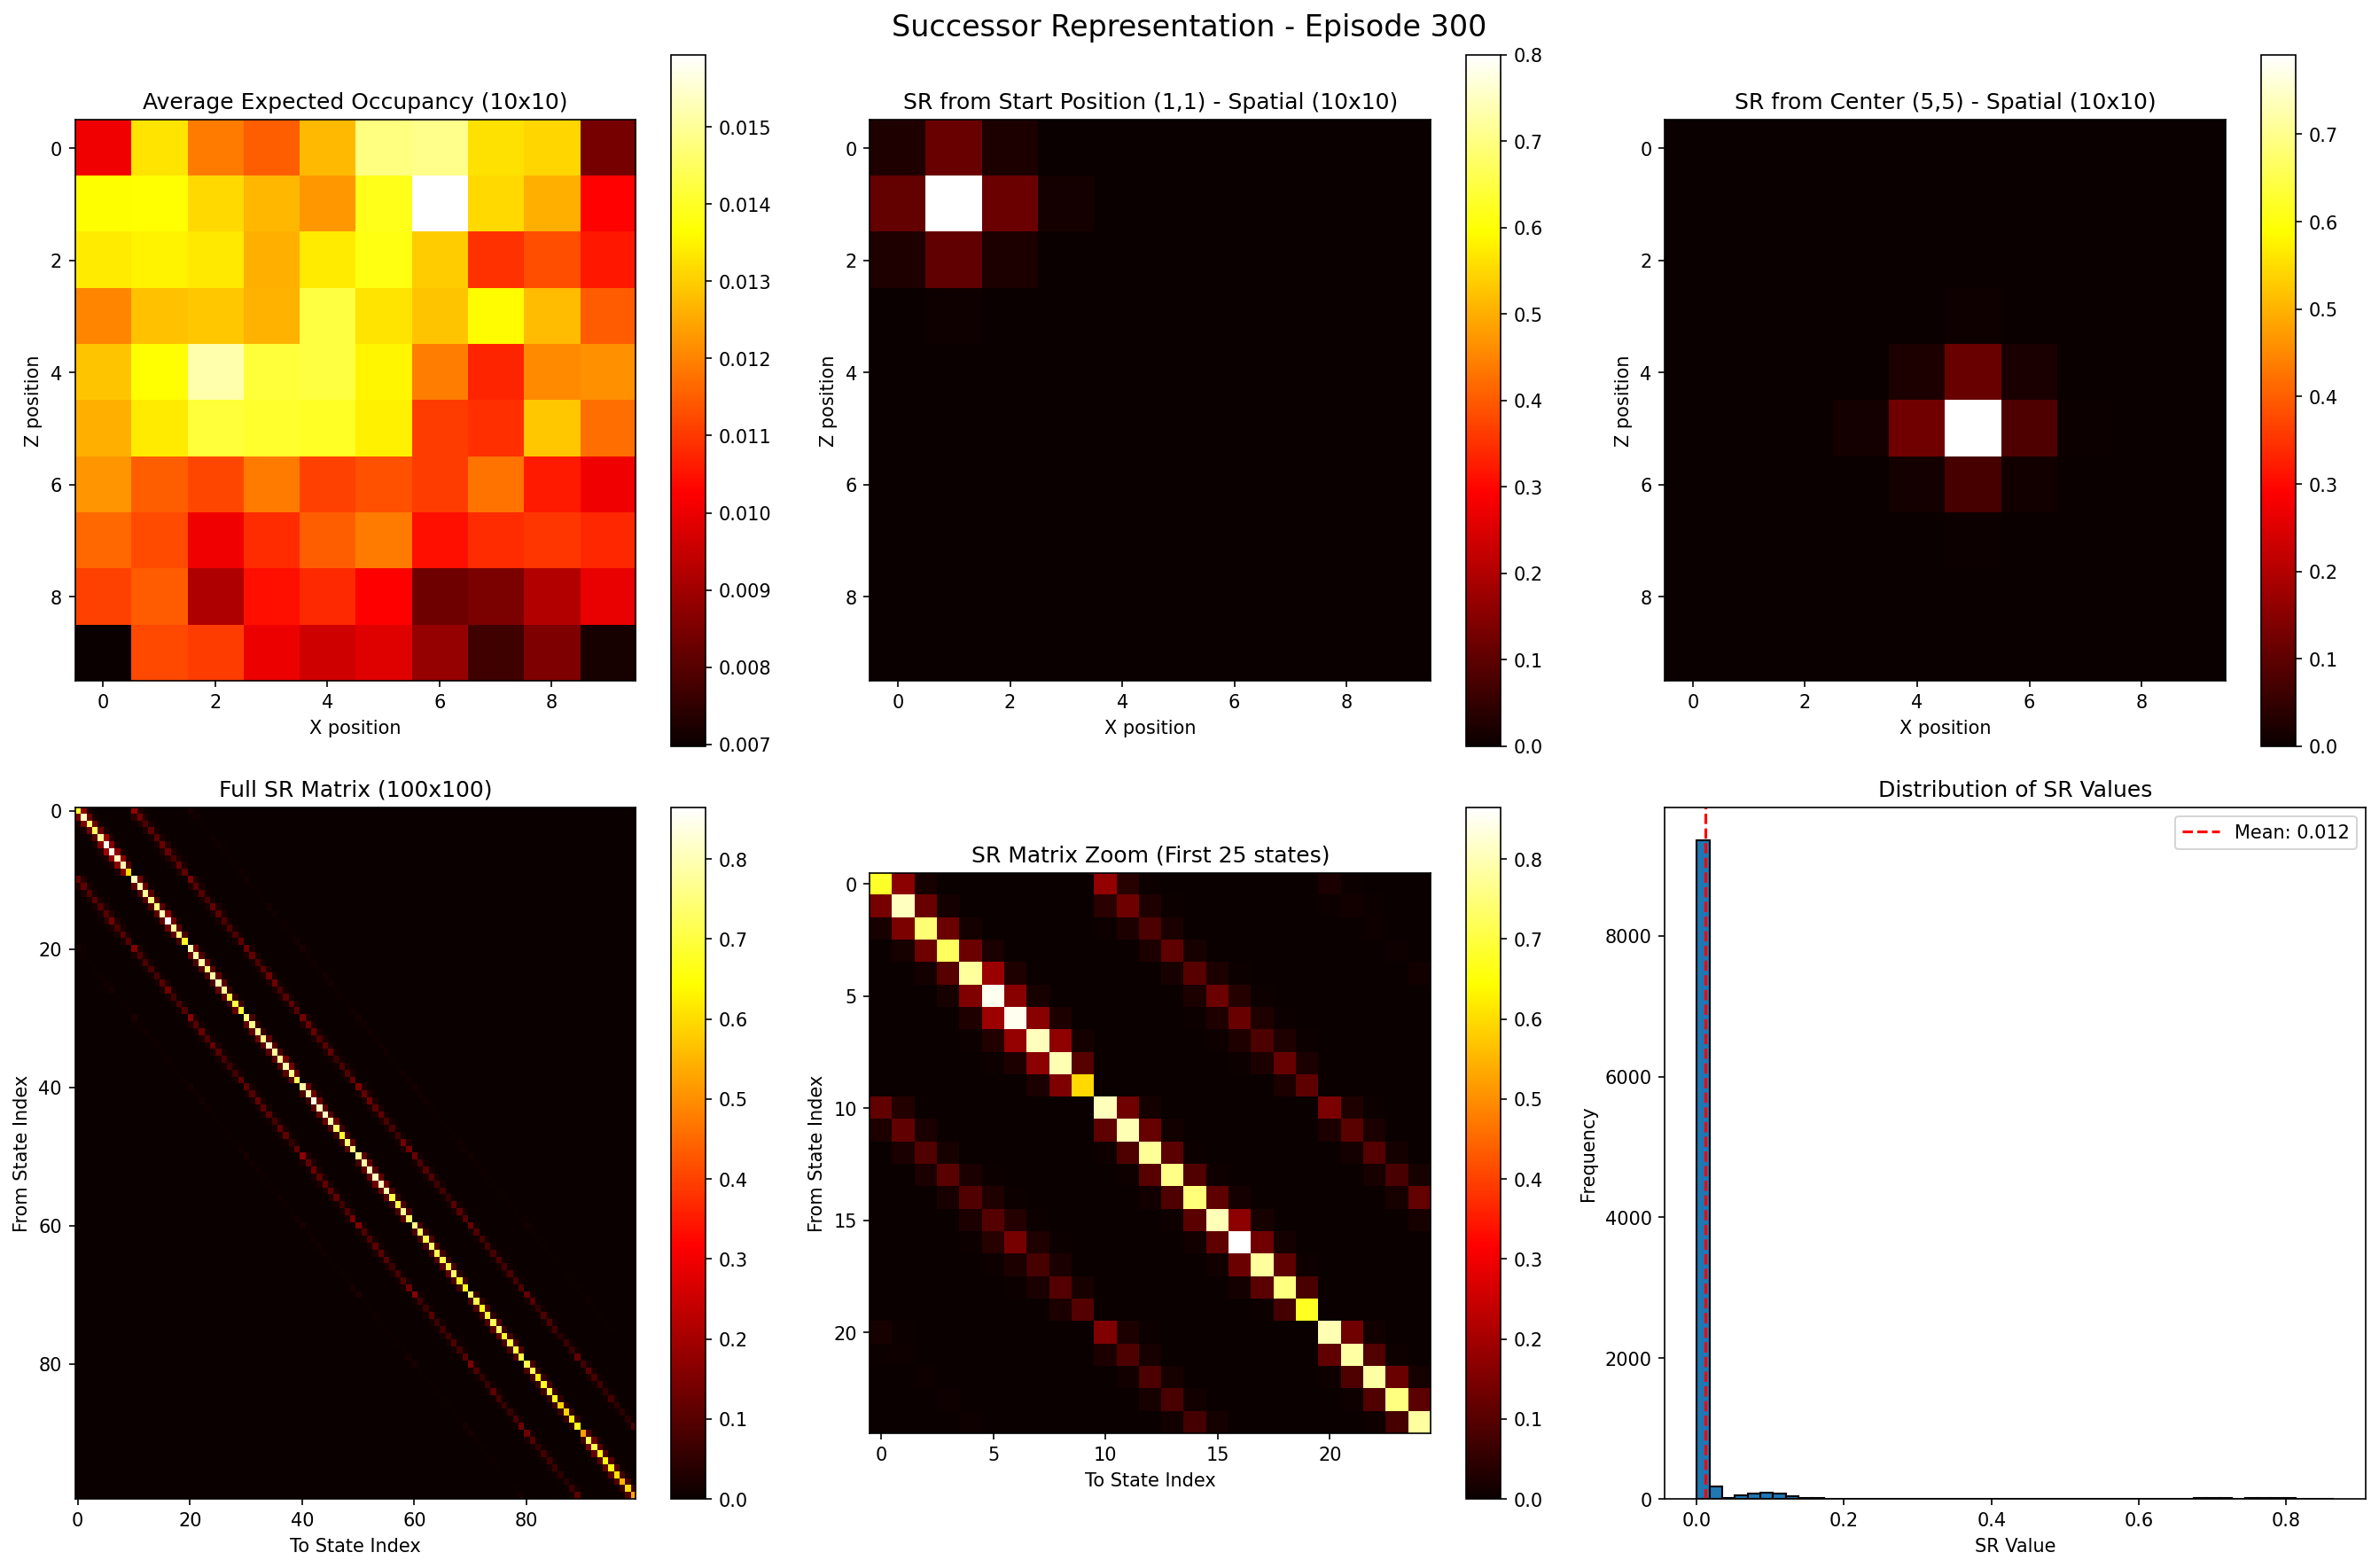 Successor Representation - Episode 300
Average Expected Occupancy (10x10)
0
2
4
6
8
Z position
0 2 4 6 8
X position
0.015
0.014
0.013
0.012
0.011
0.010
0.009
0.008
0.007
SR from Start Position (1,1) - Spatial (10x10)
0
2
4
6
8
Z position
0 2 4 6 8
X position
0.8
0.7
0.6
0.5
0.4
0.3
0.2
0.1
0.0
SR from Center (5,5) - Spatial (10x10)
0
2
4
6
8
Z position
0 2 4 6 8
X position
0.7
0.6
0.5
0.4
0.3
0.2
0.1
0.0
Full SR Matrix (100x100)
0
20
40
60
80
From State Index
0 20 40 60 80
To State Index
0.8
0.7
0.6
0.5
0.4
0.3
0.2
0.1
0.0
SR Matrix Zoom (First 25 states)
0
5
10
15
20
From State Index
0 5 10 15 20
To State Index
0.8
0.7
0.6
0.5
0.4
0.3
0.2
0.1
0.0
Distribution of SR Values
Mean: 0.012
8000
6000
4000
2000
0
Frequency
0.0 0.2 0.4 0.6 0.8
SR Value